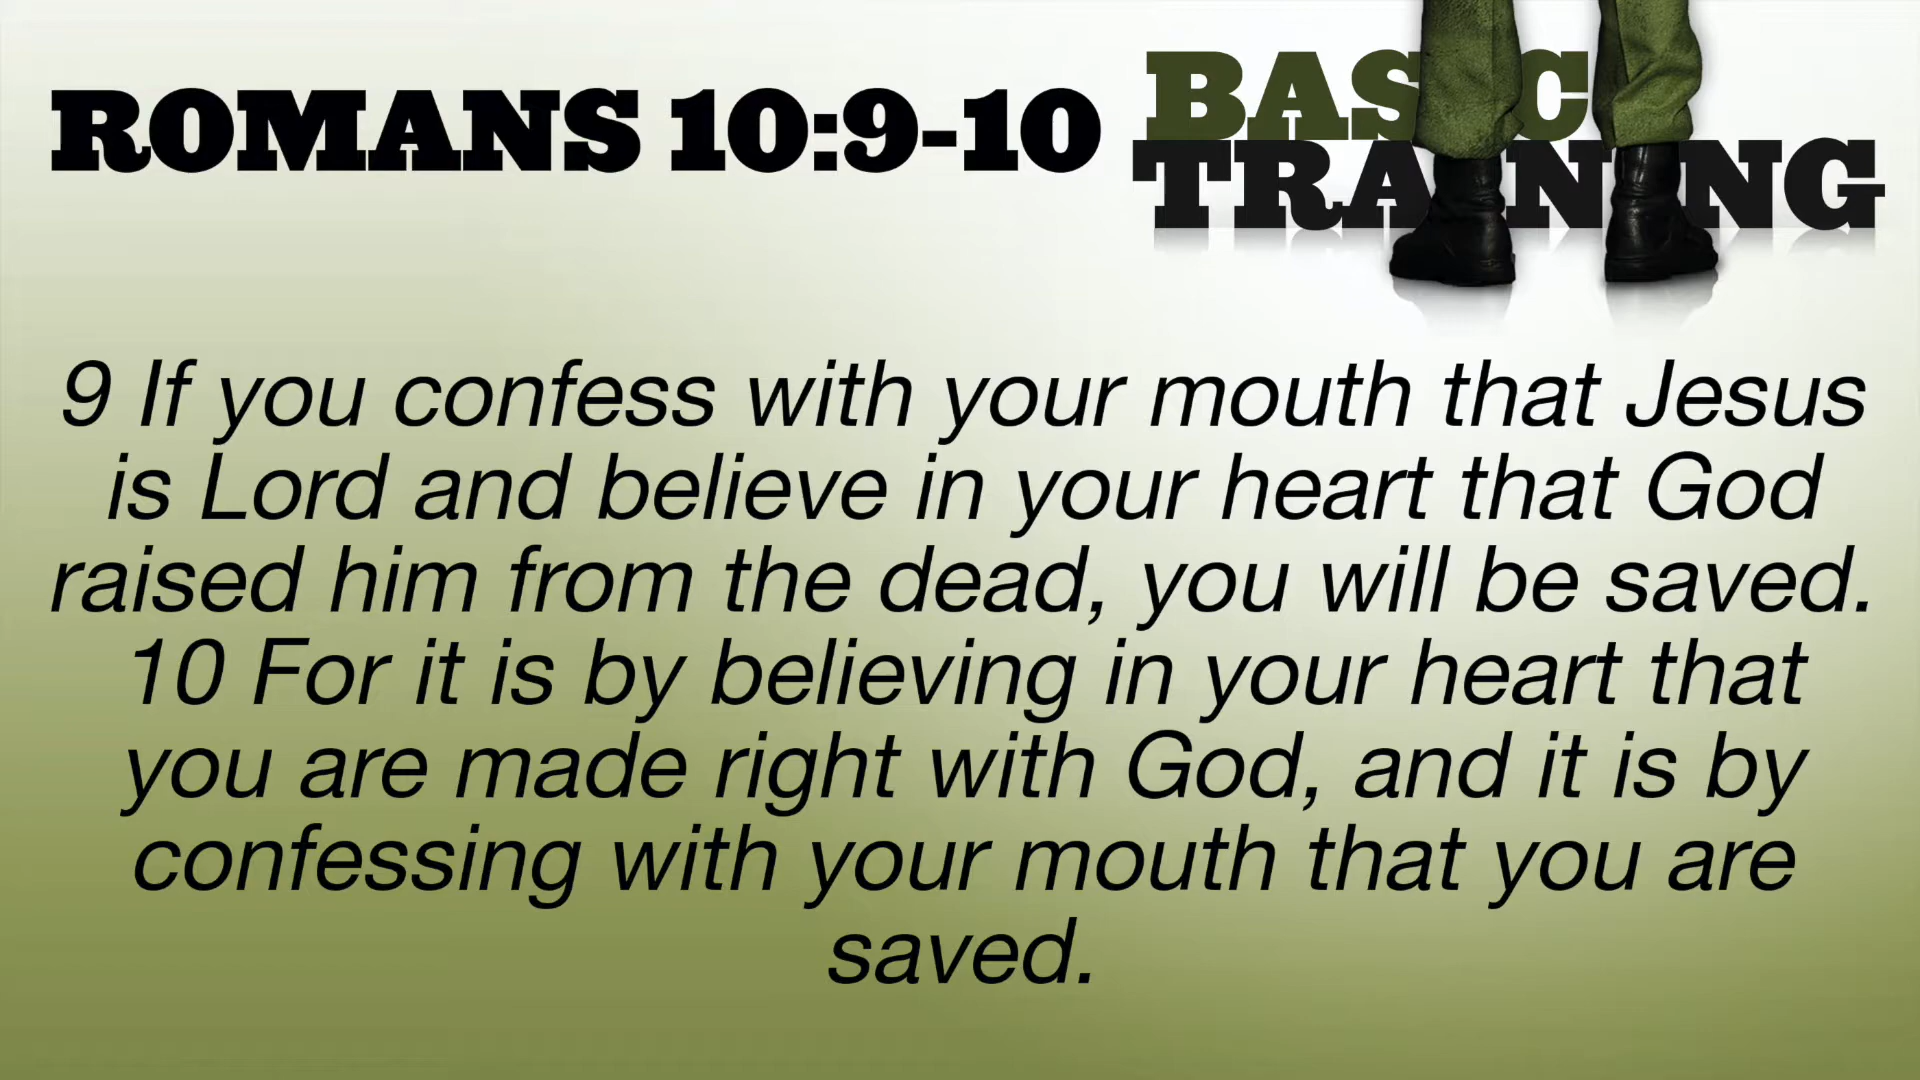 ROMANS 10:9-10
BASIC
TRAINING
9 If you confess with your mouth that Jesus
is Lord and believe in your heart that God
raised him from the dead, you will be saved.
10 For it is by believing in your heart that
you are made right with God, and it is by
confessing with your mouth that you are
saved.